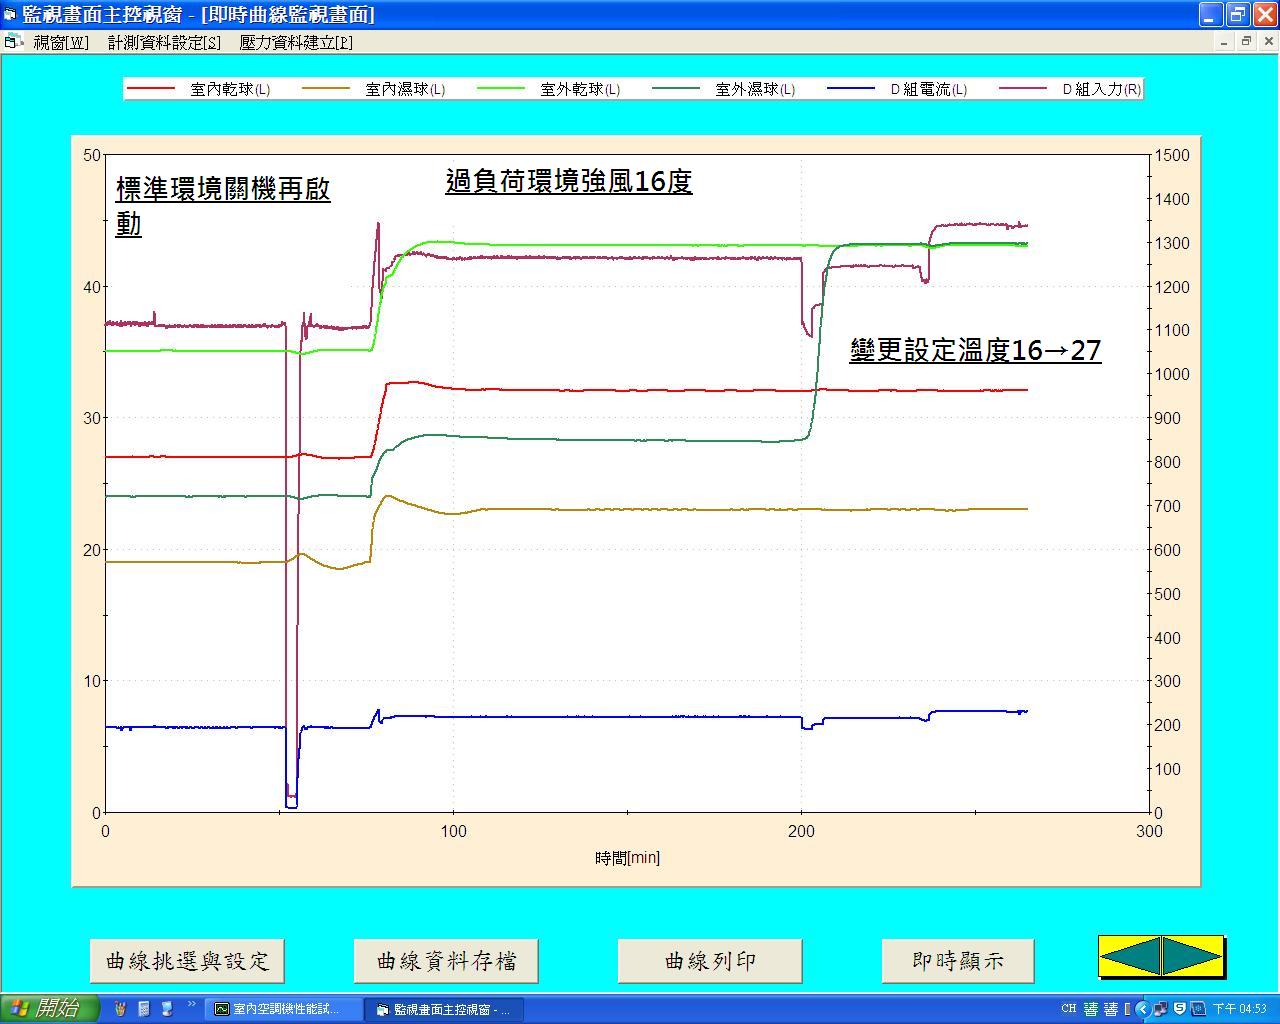 監視畫面主控視窗 - [即時曲線監視畫面]
視窗[W] 計測資料設定[S] 壓力資料建立[P]
室內乾球(L) 室內濕球(L) 室外乾球(L) 室外濕球(L) D 組電流(L) D 組入力(R)
標準環境關機再啟
動
過負荷環境強風16度
變更設定溫度16→27
50
40
30
20
10
0
1500
1400
1300
1200
1100
1000
900
800
700
600
500
400
300
200
100
0
0 100 200 300
時間[min]
曲線挑選與設定 曲線資料存檔 曲線列印 即時顯示
開始 室內空調機性能試... 監視畫面主控視窗 - ... CH 下午 04:53